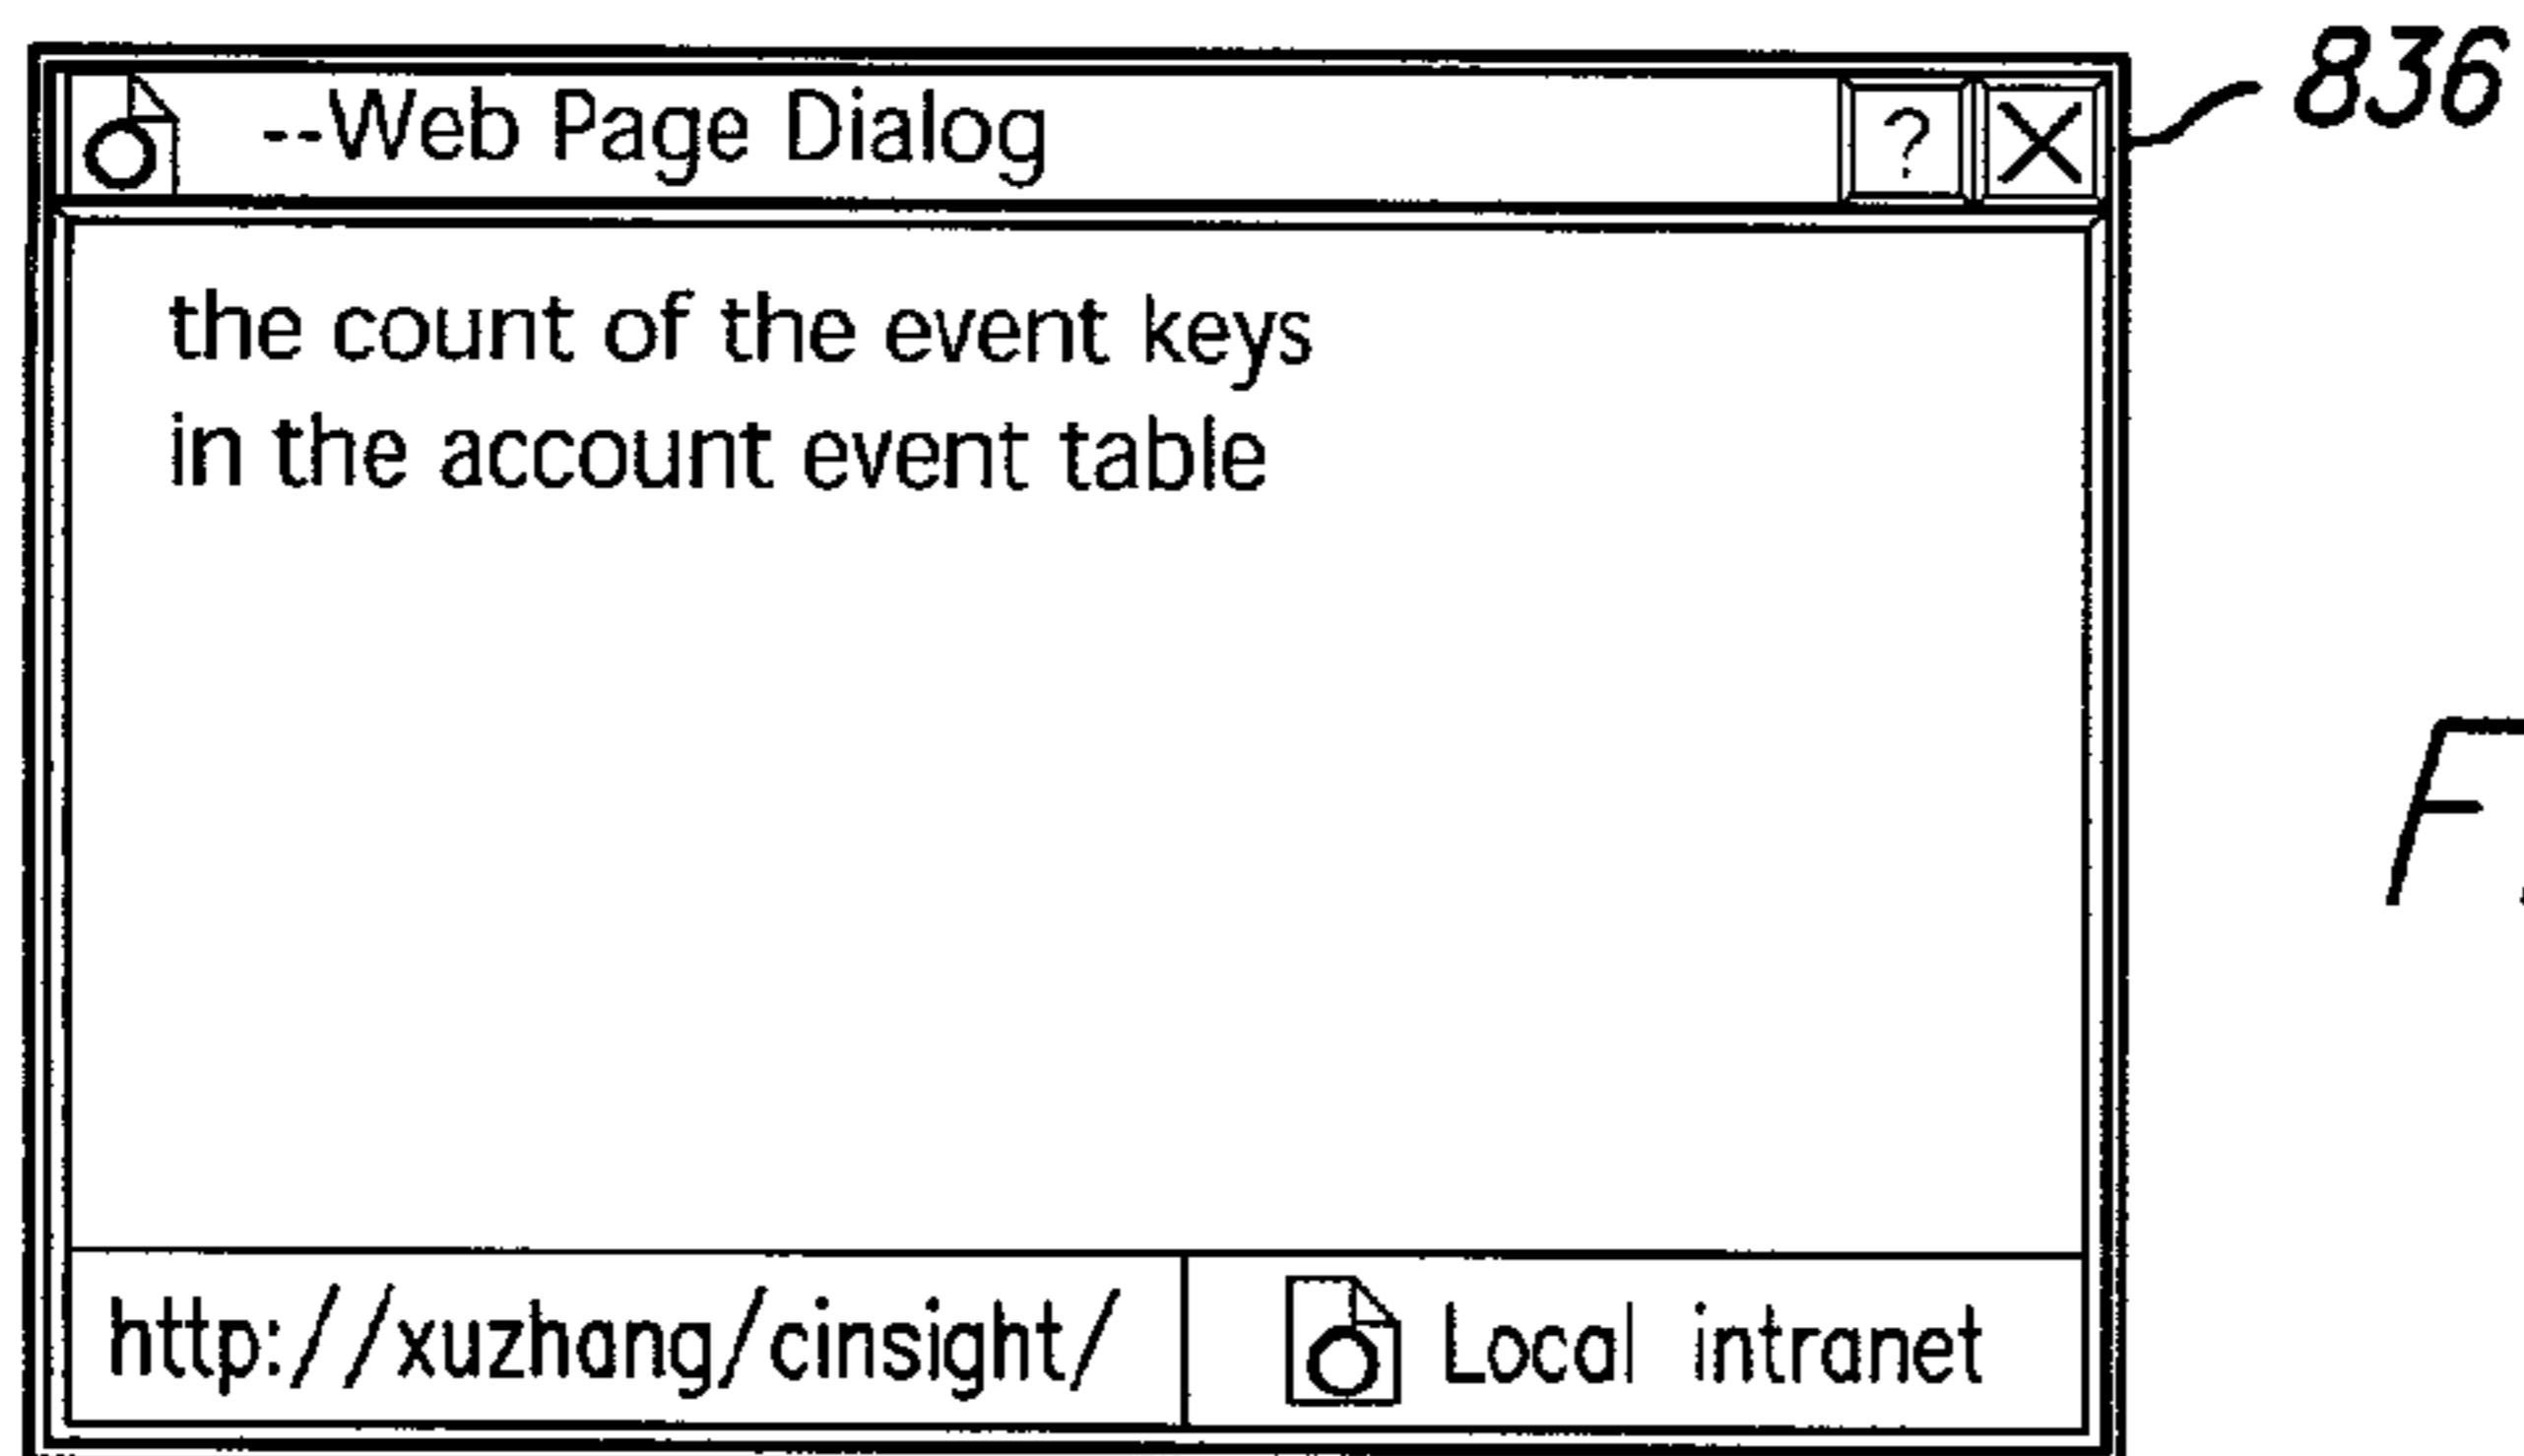 --Web Page Dialog ? X
836
the count of the event keys
in the account event table
F
http://xuzhang/cinsight/
Local intranet